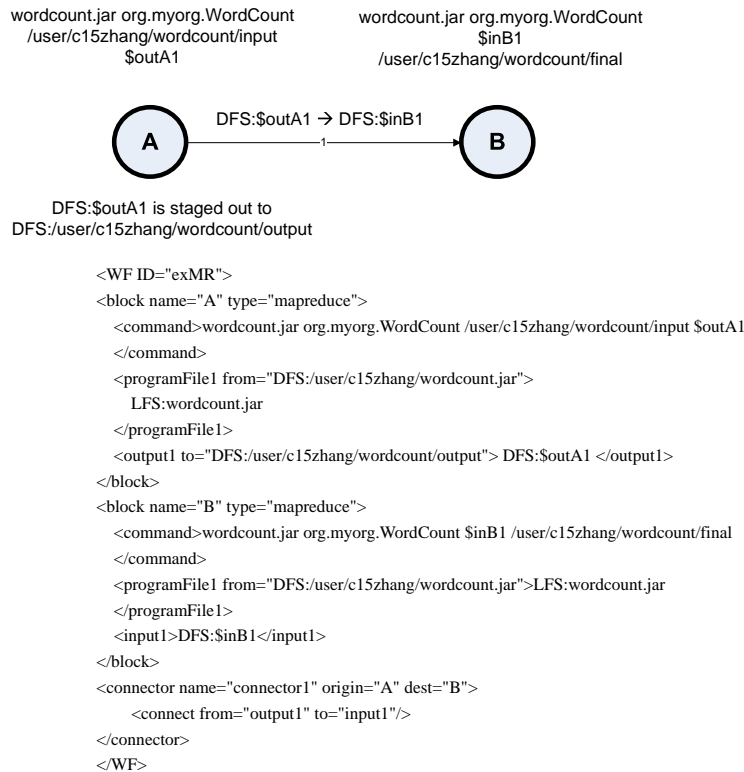 wordcount.jar org.myorg.WordCount
/user/c15zhang/wordcount/input
$outA1
wordcount.jar org.myorg.WordCount
$inB1
/user/c15zhang/wordcount/final
A
DFS:$outA1 → DFS:$inB1
1
B
DFS:$outA1 is staged out to
DFS:/user/c15zhang/wordcount/output
<WF ID="exMR">
<block name="A" type="mapreduce">
<command>wordcount.jar org.myorg.WordCount /user/c15zhang/wordcount/input $outA1
</command>
<programFile1 from="DFS:/user/c15zhang/wordcount.jar">
LFS:wordcount.jar
</programFile1>
<output1 to="DFS:/user/c15zhang/wordcount/output"> DFS:$outA1 </output1>
</block>
<block name="B" type="mapreduce">
<command>wordcount.jar org.myorg.WordCount $inB1 /user/c15zhang/wordcount/final
</command>
<programFile1 from="DFS:/user/c15zhang/wordcount.jar">LFS:wordcount.jar
</programFile1>
<input1>DFS:$inB1</input1>
</block>
<connector name="connector1" origin="A" dest="B">
<connect from="output1" to="input1"/>
</connector>
</WF>